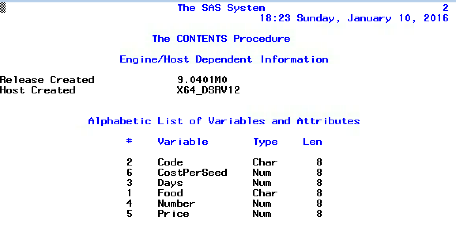 The SAS System 2
18:23 Sunday, January 10, 2016
The CONTENTS Procedure
Engine/Host Dependent Information
Release Created 9.0401M0
Host Created X64_DSRV12
Alphabetic List of Variables and Attributes
# Variable Type Len
2 Code Char 8
6 CostPerSeed Num 8
3 Days Num 8
1 Food Char 8
4 Number Num 8
5 Price Num 8